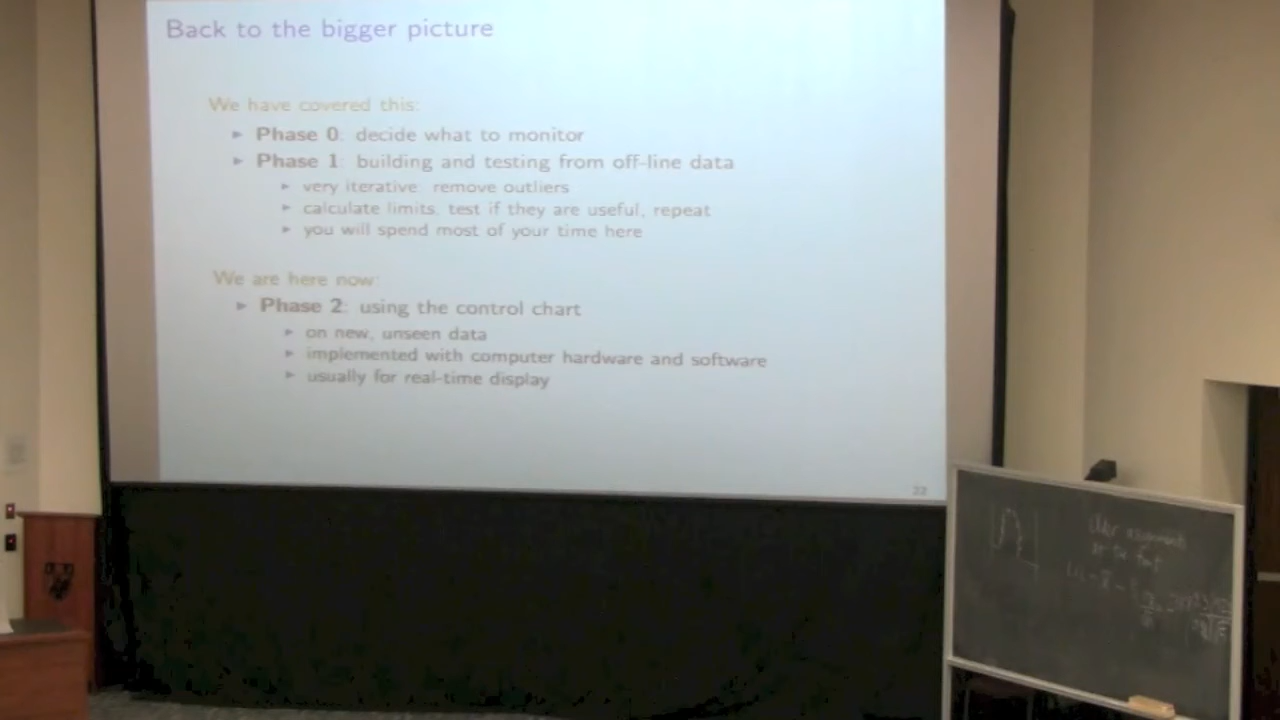 Back to the bigger picture
We have covered this:
▶ Phase 0: decide what to monitor
▶ Phase 1: building and testing from off-line data
▶ very iterative: remove outliers
▶ calculate limits, test if they are useful, repeat
▶ you will spend most of your time here
We are here now:
▶ Phase 2: using the control chart
▶ on new, unseen data
▶ implemented with computer hardware and software
▶ usually for real-time display